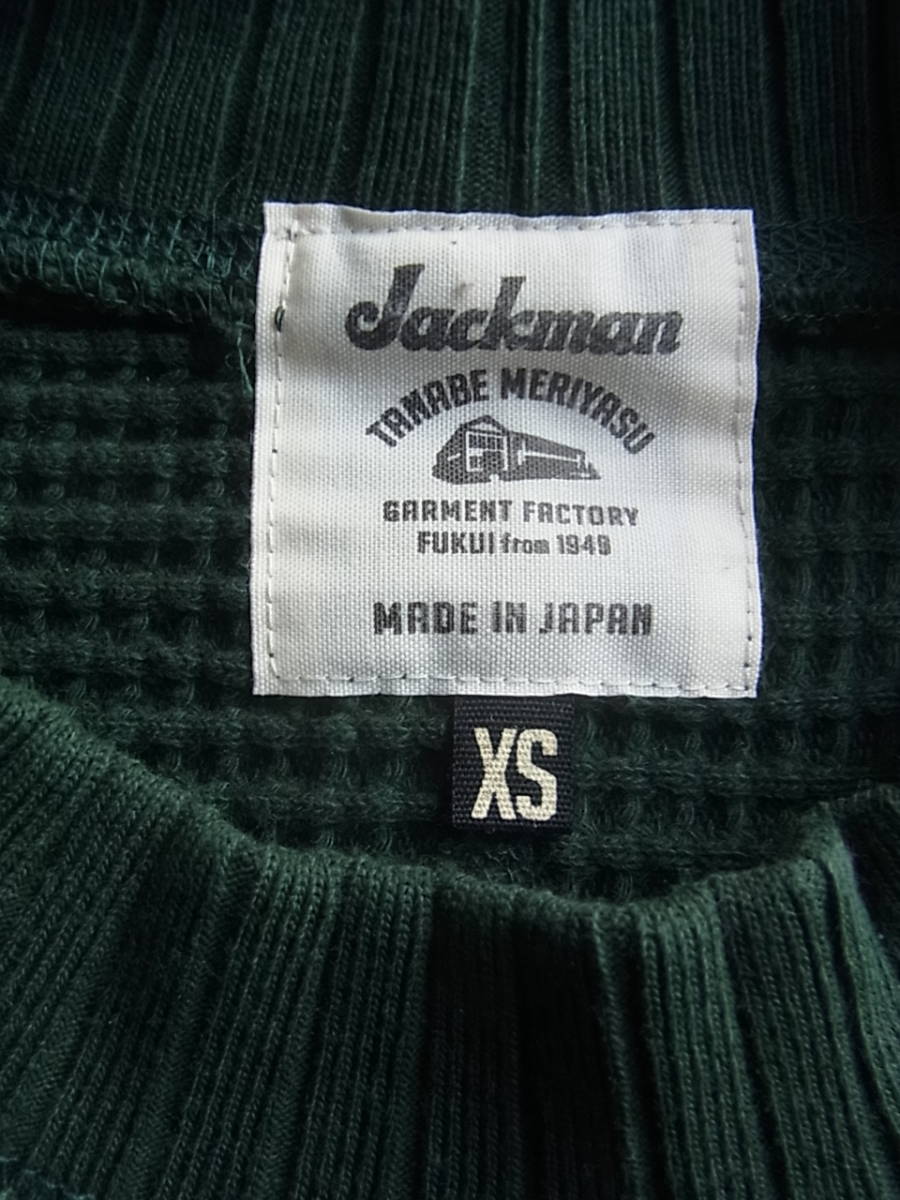 Jackman
TANABE MERIYASU
GARMENT FACTORY
FUKUI from 1949
MADE IN JAPAN
XS